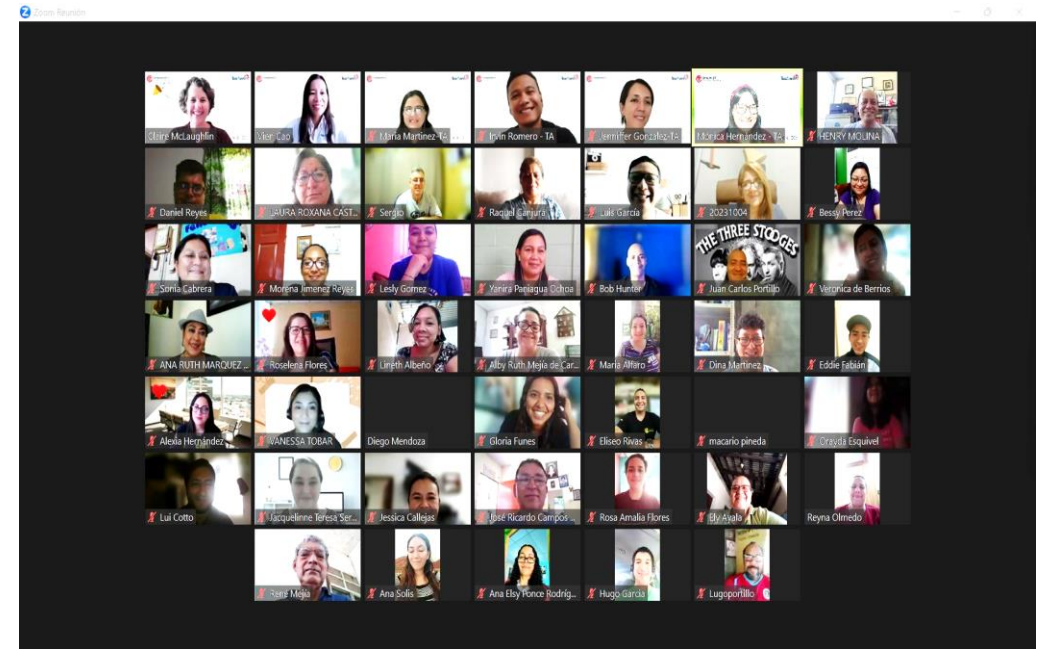 Zoom Reunión
Claire McLaughlin
Vien Cao
Maria Martinez-TA
Irvin Romero - TA
Jenniffer Gonzalez-TA
Mónica Hernández - TA
HENRY MOLINA
Daniel Reyes
LAURA ROXANA CAST...
Sergio
Raquel Canjura
Luis García
20231004
Bessy Perez
Sonia Cabrera
Morena Jimenez Reyes
Lesly Gomez
Yanira Paniagua Ochoa
Bob Hunter
THE THREE STOOGES
Juan Carlos Portillo
Veronica de Berrios
ANA RUTH MARQUEZ ...
Roselena Flores
Lineth Albeño
Alby Ruth Mejía de Car...
Maria Alfaro
Dina Martinez
Eddie Fabián
Alexia Hernández
VANESSA TOBAR
Diego Mendoza
Gloria Funes
Eliseo Rivas
macario pineda
Orayda Esquivel
Lui Cotto
Jacquelinne Teresa Ser...
Jessica Callejas
José Ricardo Campos ...
Rosa Amalia Flores
Ely Ayala
Reyna Olmedo
René Mejía
Ana Solis
Ana Elsy Ponce Rodríg...
Hugo García
Lugoportillo